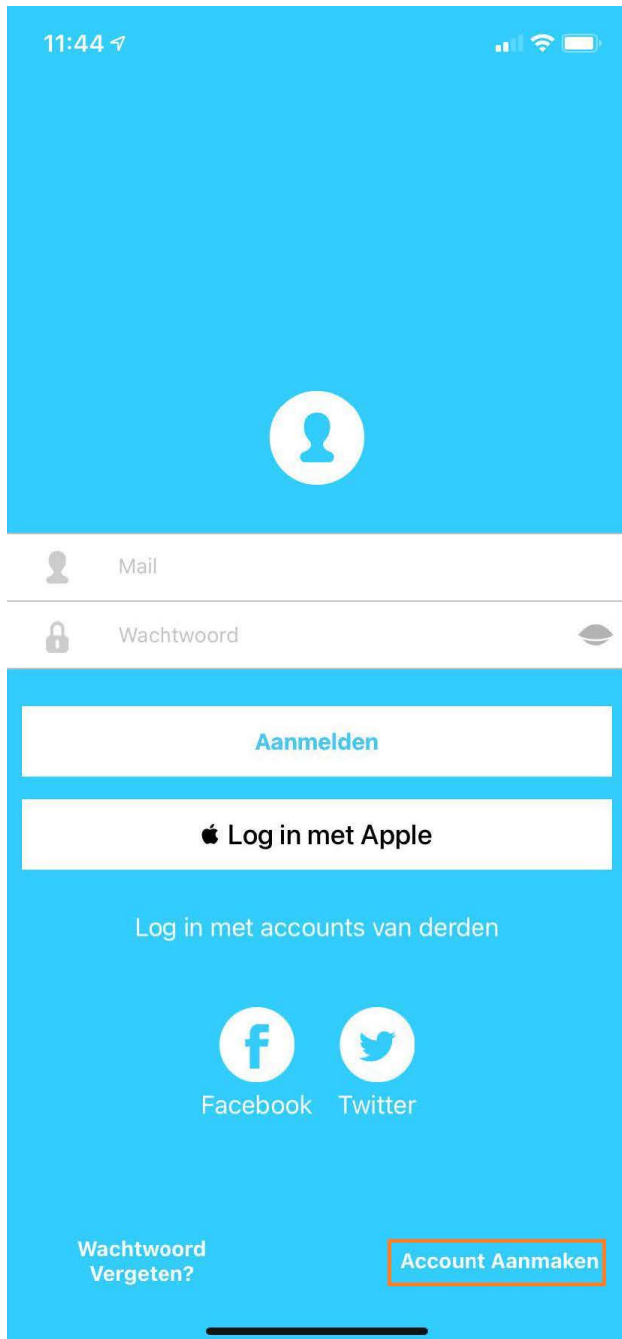 11:44
Mail
Wachtwoord
Aanmelden
Log in met Apple
Log in met accounts van derden
Facebook Twitter
Wachtwoord
Vergeten?
Account Aanmaken